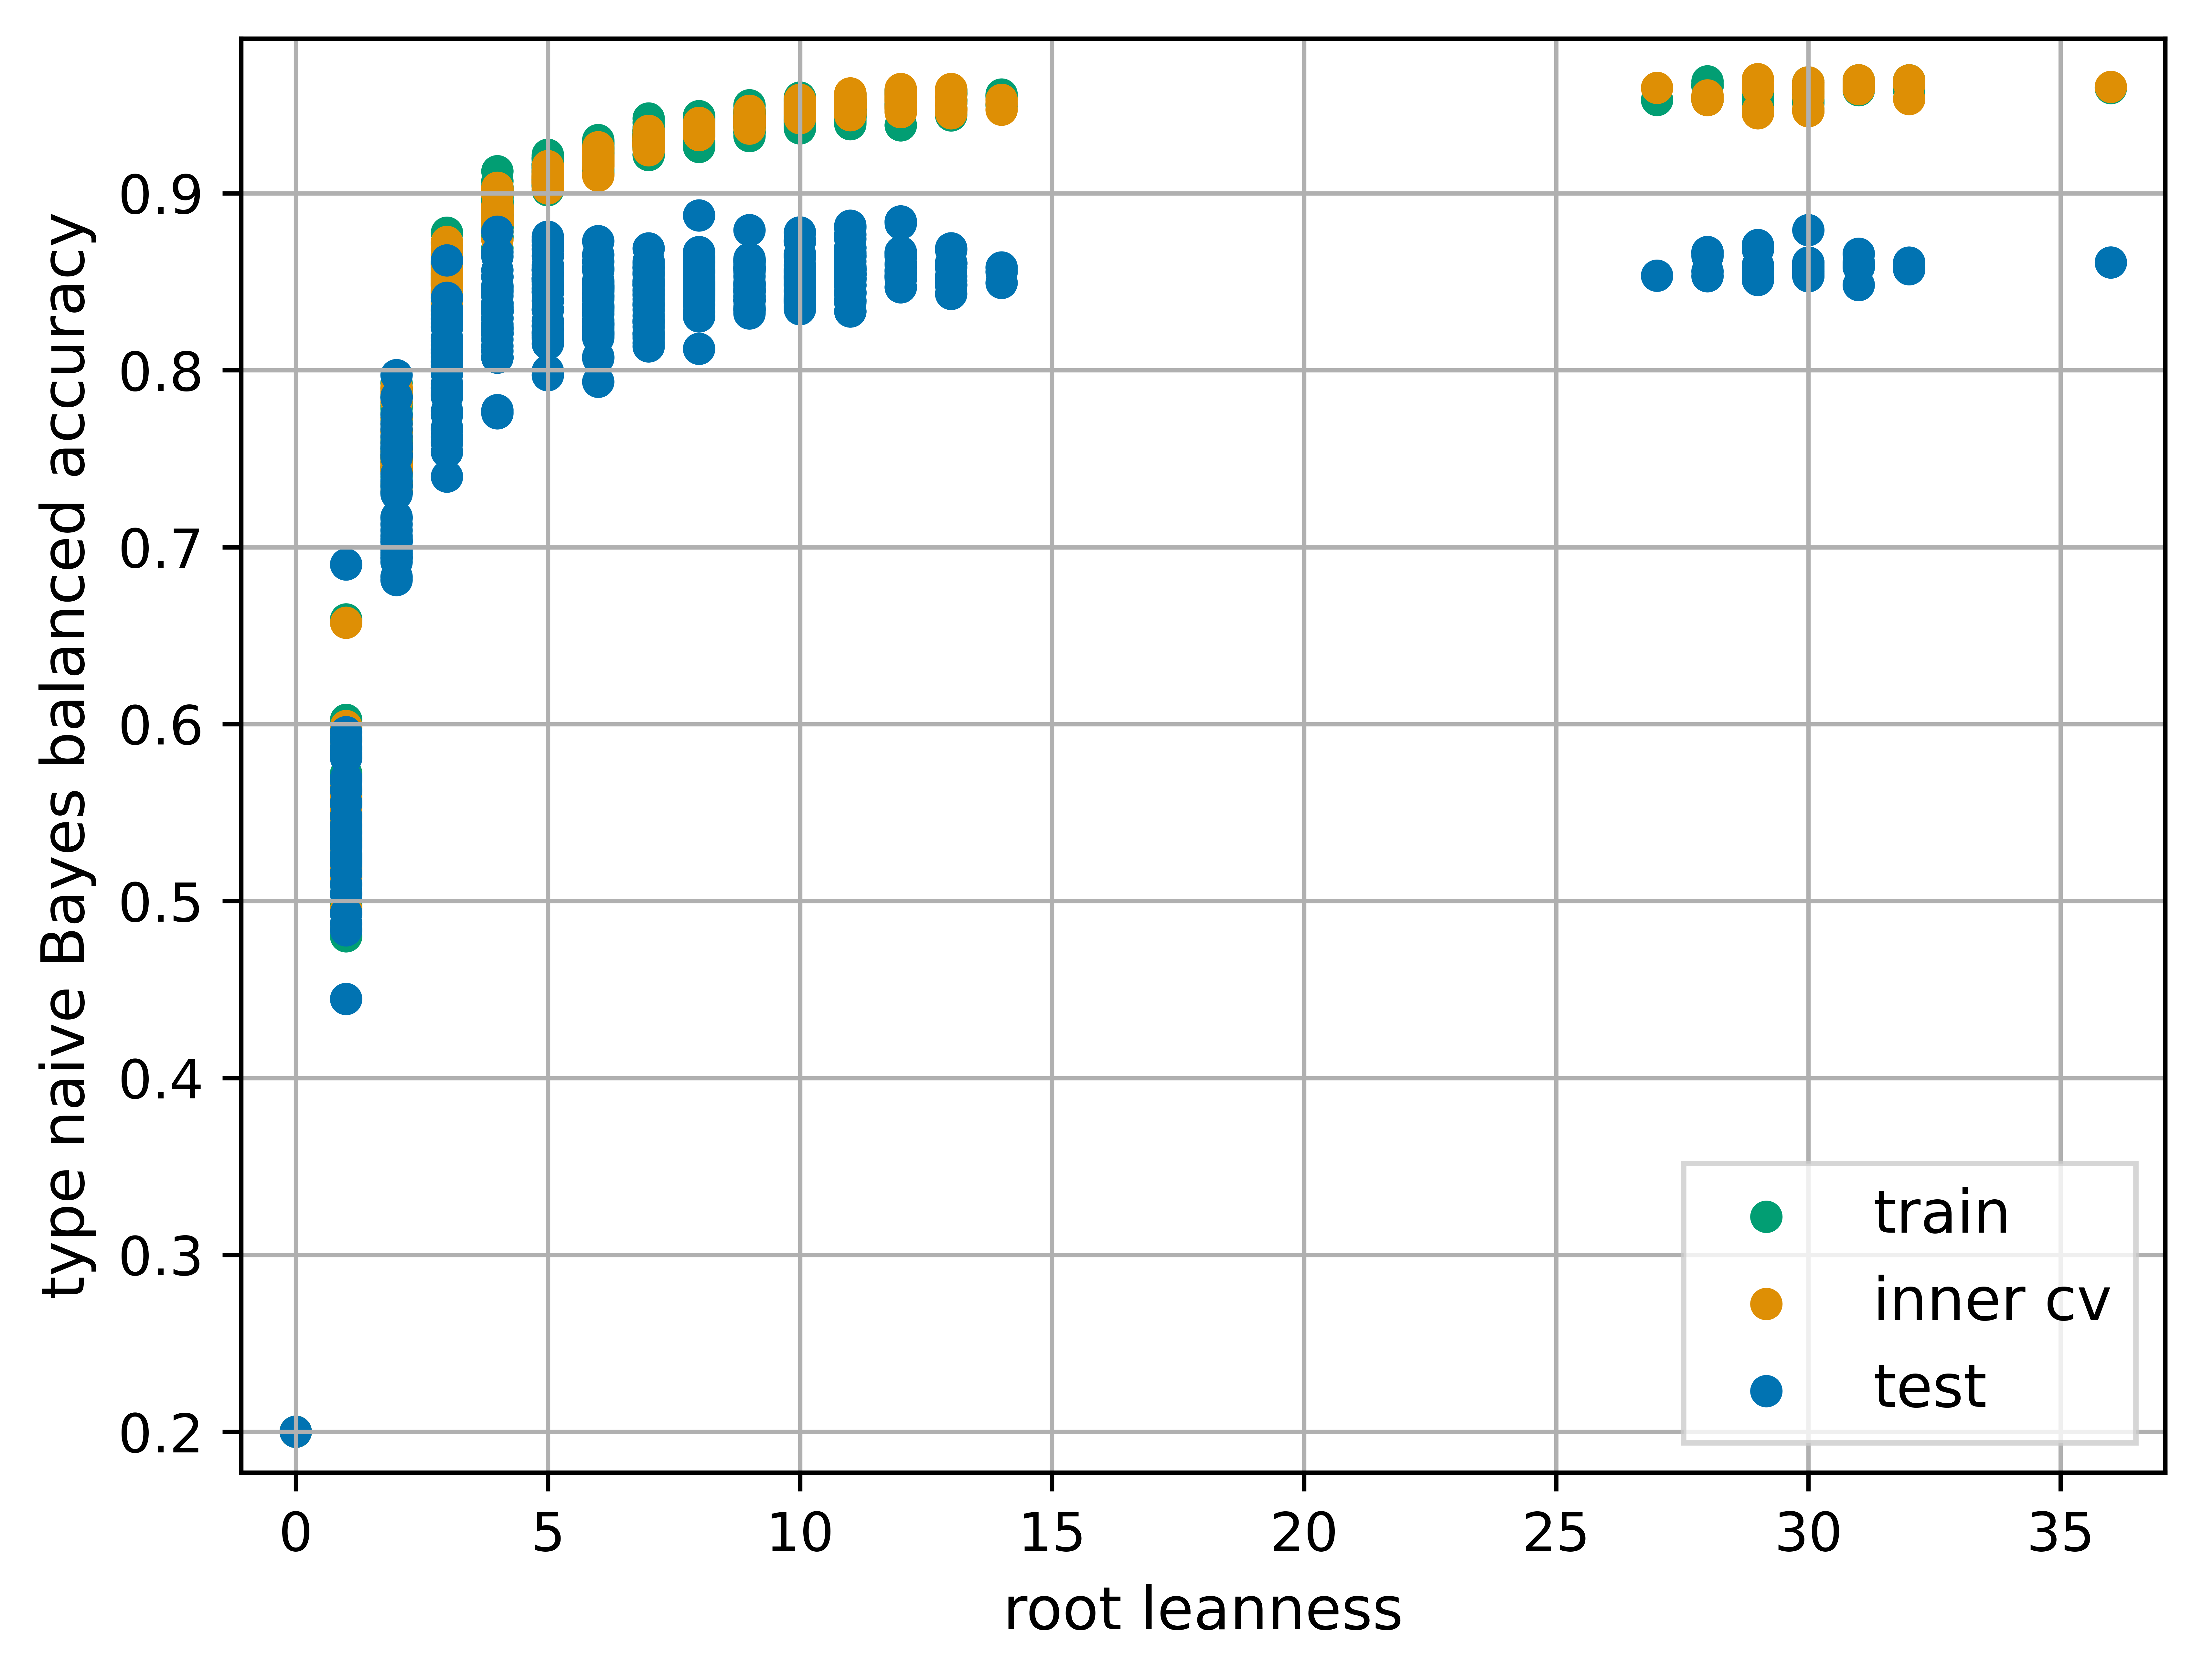 type naive Bayes balanced accuracy
0.9
0.8
0.7
0.6
0.5
0.4
0.3
0.2
train
inner cv
test
0 5 10 15 20 25 30 35
root leanness